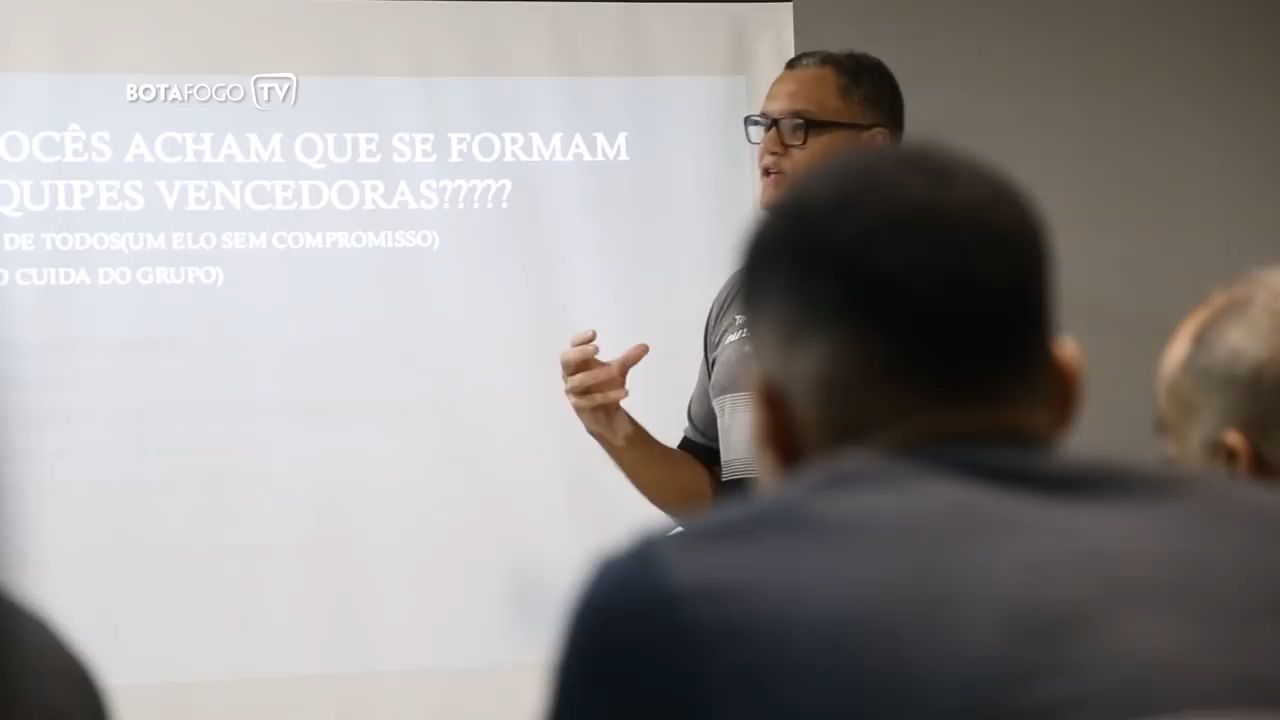 BOTAFOGO TV
OCÊS ACHAM QUE SE FORMAM
QUIPES VENCEDORAS?????
DE TODOS(UM ELO SEM COMPROMISSO)
O CUIDA DO GRUPO)